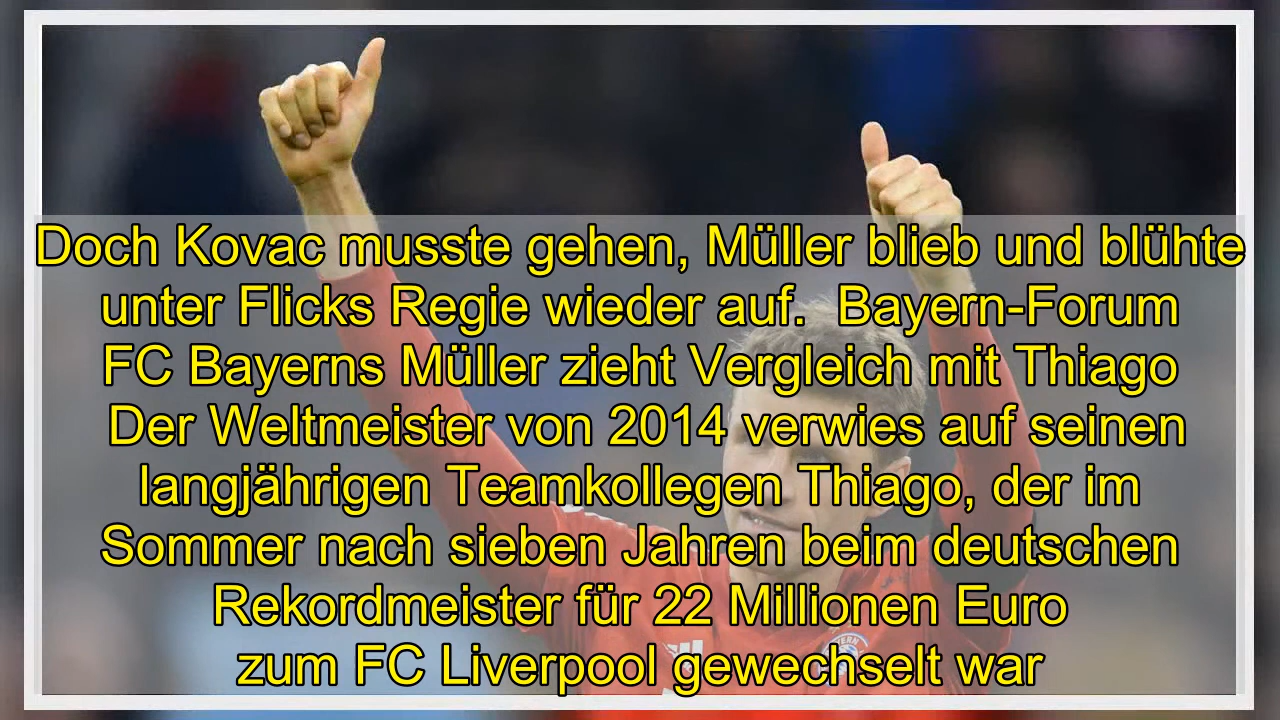 Doch Kovac musste gehen, Müller blieb und blühte
unter Flicks Regie wieder auf.  Bayern-Forum
FC Bayerns Müller zieht Vergleich mit Thiago
Der Weltmeister von 2014 verwies auf seinen
langjährigen Teamkollegen Thiago, der im
Sommer nach sieben Jahren beim deutschen
Rekordmeister für 22 Millionen Euro
zum FC Liverpool gewechselt war